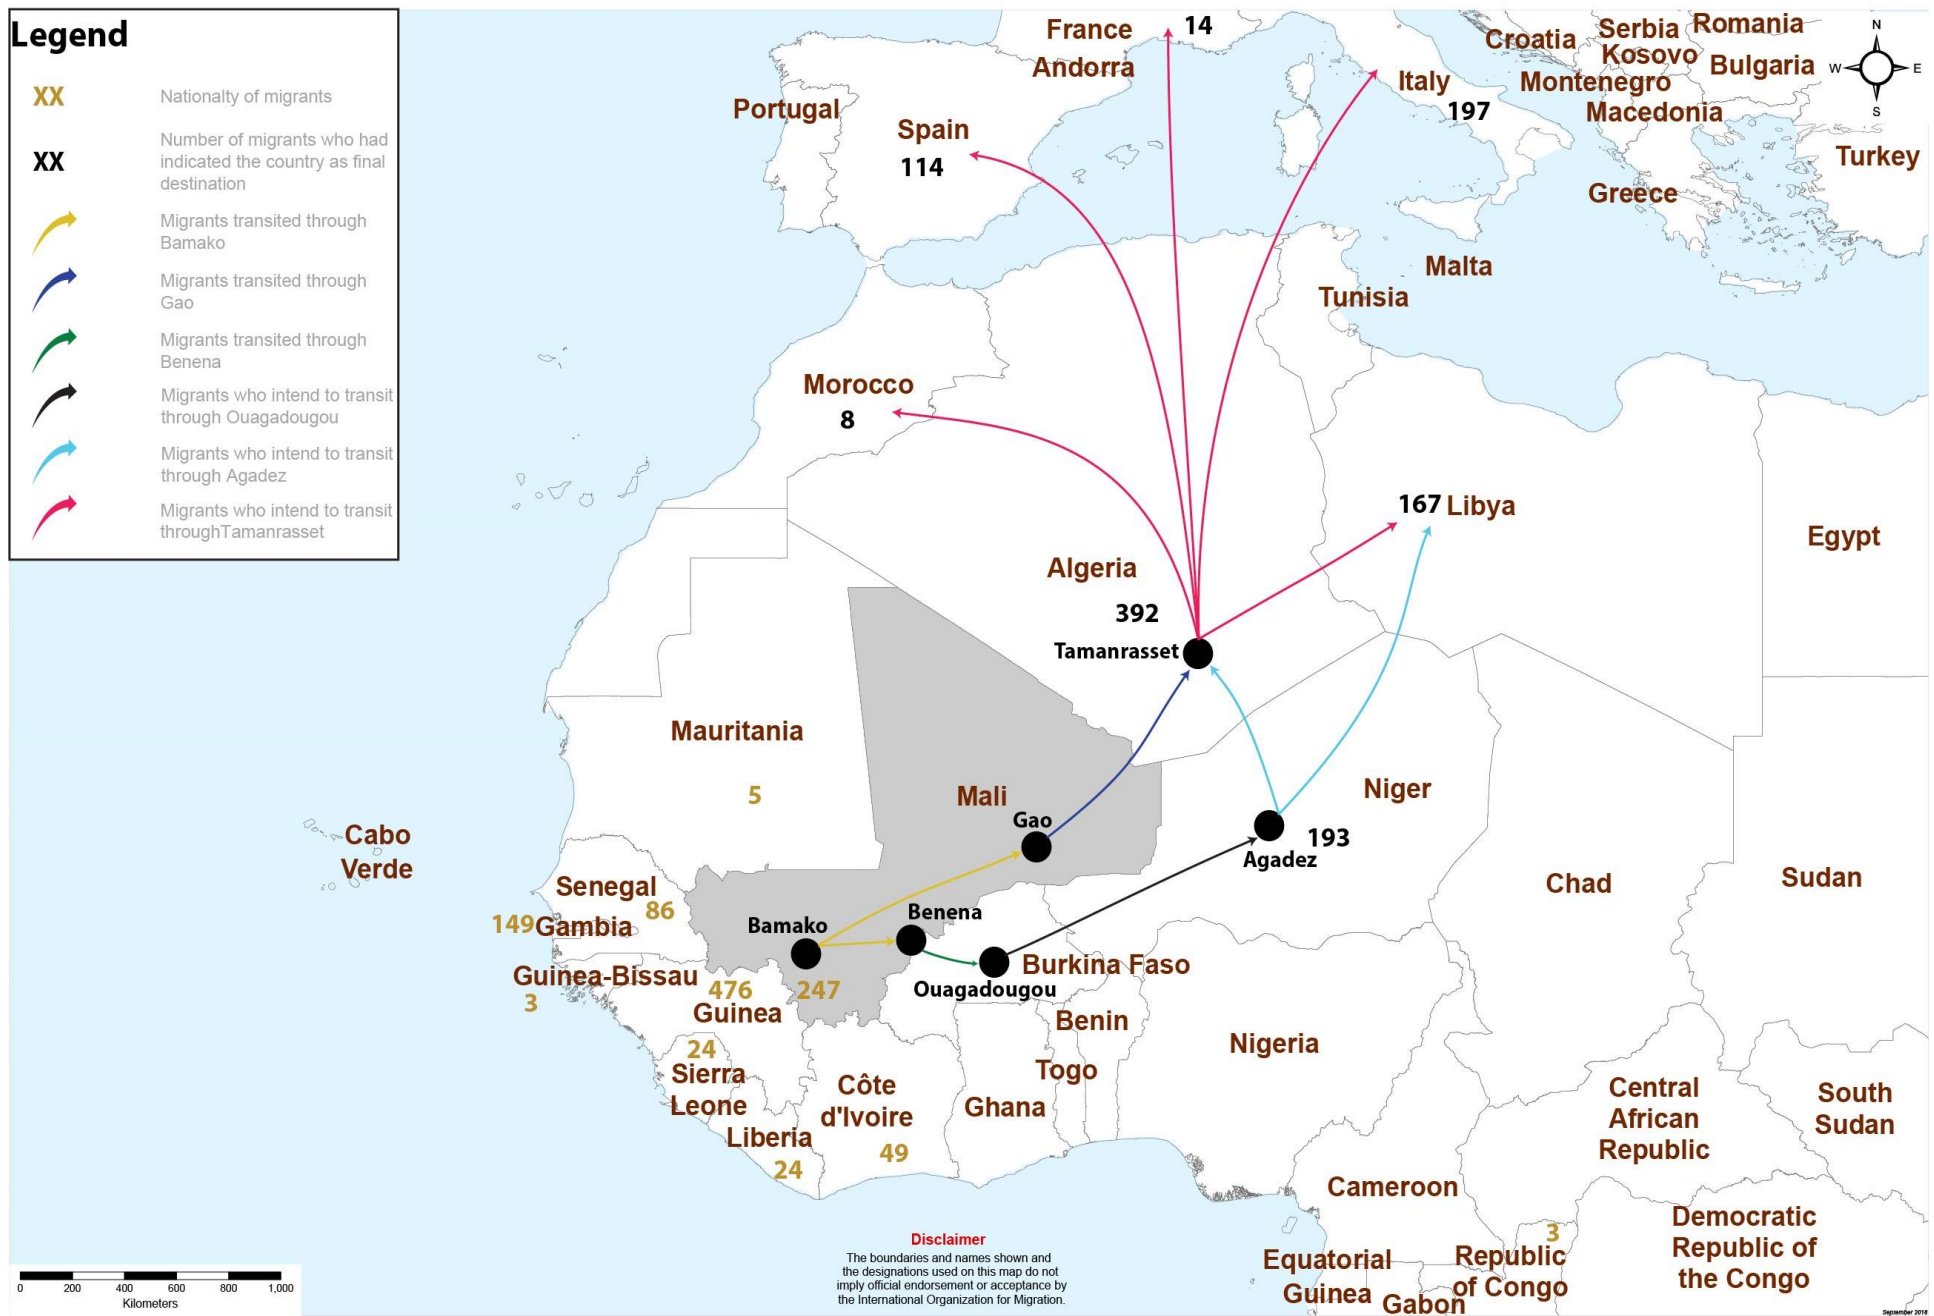 Legend
XX
Nationalty of migrants
XX
Number of migrants who had
indicated the country as final
destination
Migrants transited through
Bamako
Migrants transited through
Gao
Migrants transited through
Benena
Migrants who intend to transit
through Ouagadougou
Migrants who intend to transit
through Agadez
Migrants who intend to transit
throughTamanrasset
N
W
E
S
France
14
Andorra
Portugal
Spain
114
Italy
197
Croatia
Serbia
Romania
Kosovo
Bulgaria
Montenegro
Macedonia
Turkey
Greece
Malta
Tunisia
Morocco
8
167
Libya
Egypt
Algeria
392
Tamanrasset
Mauritania
5
Mali
Gao
Niger
193
Agadez
Chad
Sudan
Cabo
Verde
Senegal
86
149
Gambia
Guinea-Bissau
3
Bamako
Benena
476
Guinea
247
Ouagadougou
Burkina Faso
Benin
Togo
Ghana
Nigeria
24
Sierra
Leone
Liberia
24
Côte
d'Ivoire
49
Central
African
Republic
South
Sudan
Cameroon
3
Republic
of Congo
Equatorial
Guinea
Gabon
Democratic
Republic of
the Congo
Disclaimer
The boundaries and names shown and
the designations used on this map do not
imply official endorsement or acceptance by
the International Organization for Migration.
0 200 400 600 800 1,000
Kilometers
September 2016